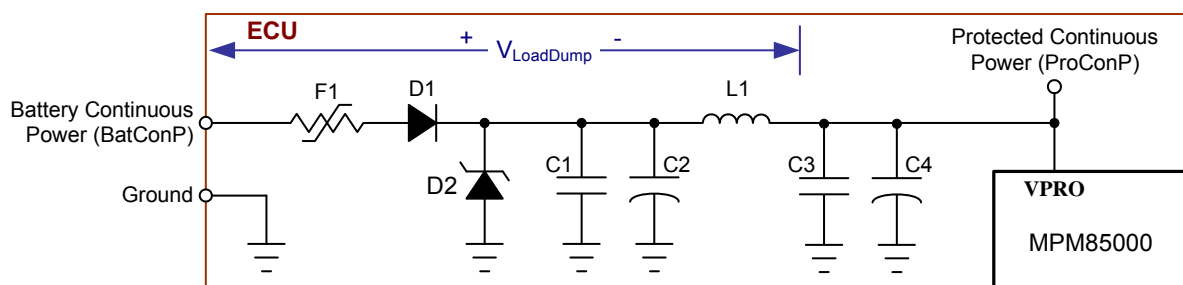 ECU
+ VLoadDump -
Protected Continuous
Power (ProConP)
Battery Continuous
Power (BatConP)
F1
D1
L1
D2
C1
C2
C3
C4
Ground
VPRO
MPM85000